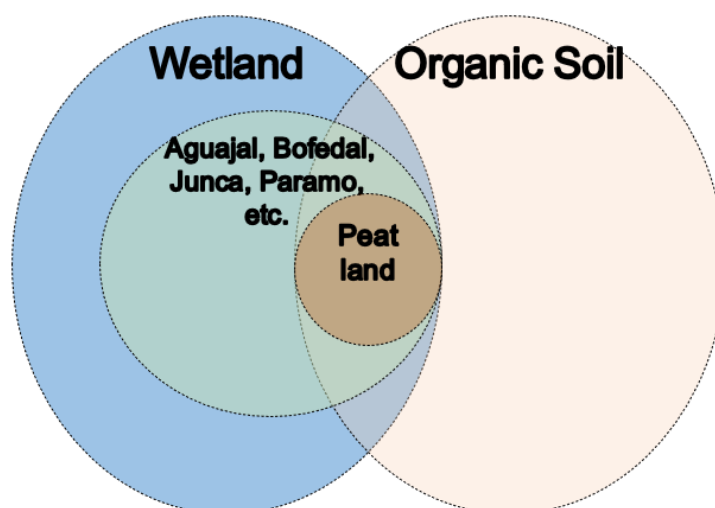 Wetland
Organic Soil
Aguajal, Bofedal,
Junca, Paramo,
etc.
Peat
land